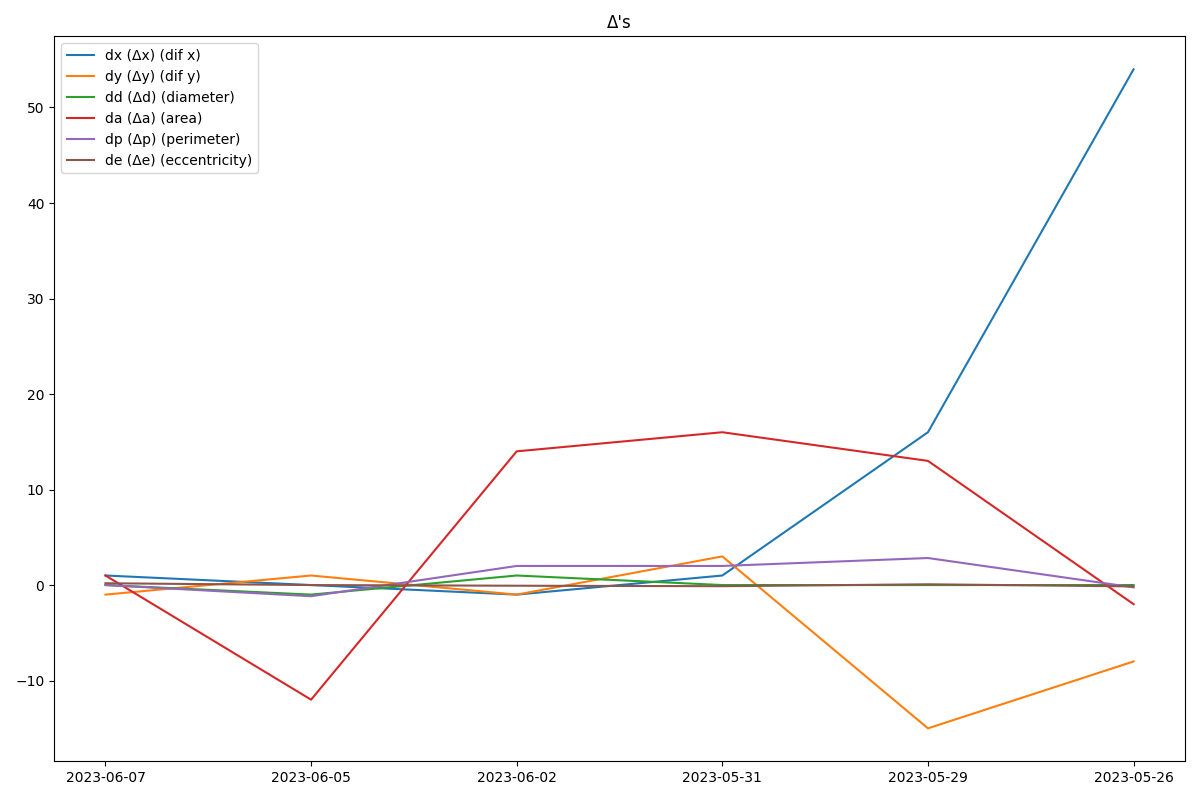 Δ's
dx (Δx) (dif x)
dy (Δy) (dif y)
dd (Δd) (diameter)
da (Δa) (area)
dp (Δp) (perimeter)
de (Δe) (eccentricity)
50
40
30
20
10
0
−10
2023-06-07 2023-06-05 2023-06-02 2023-05-31 2023-05-29 2023-05-26